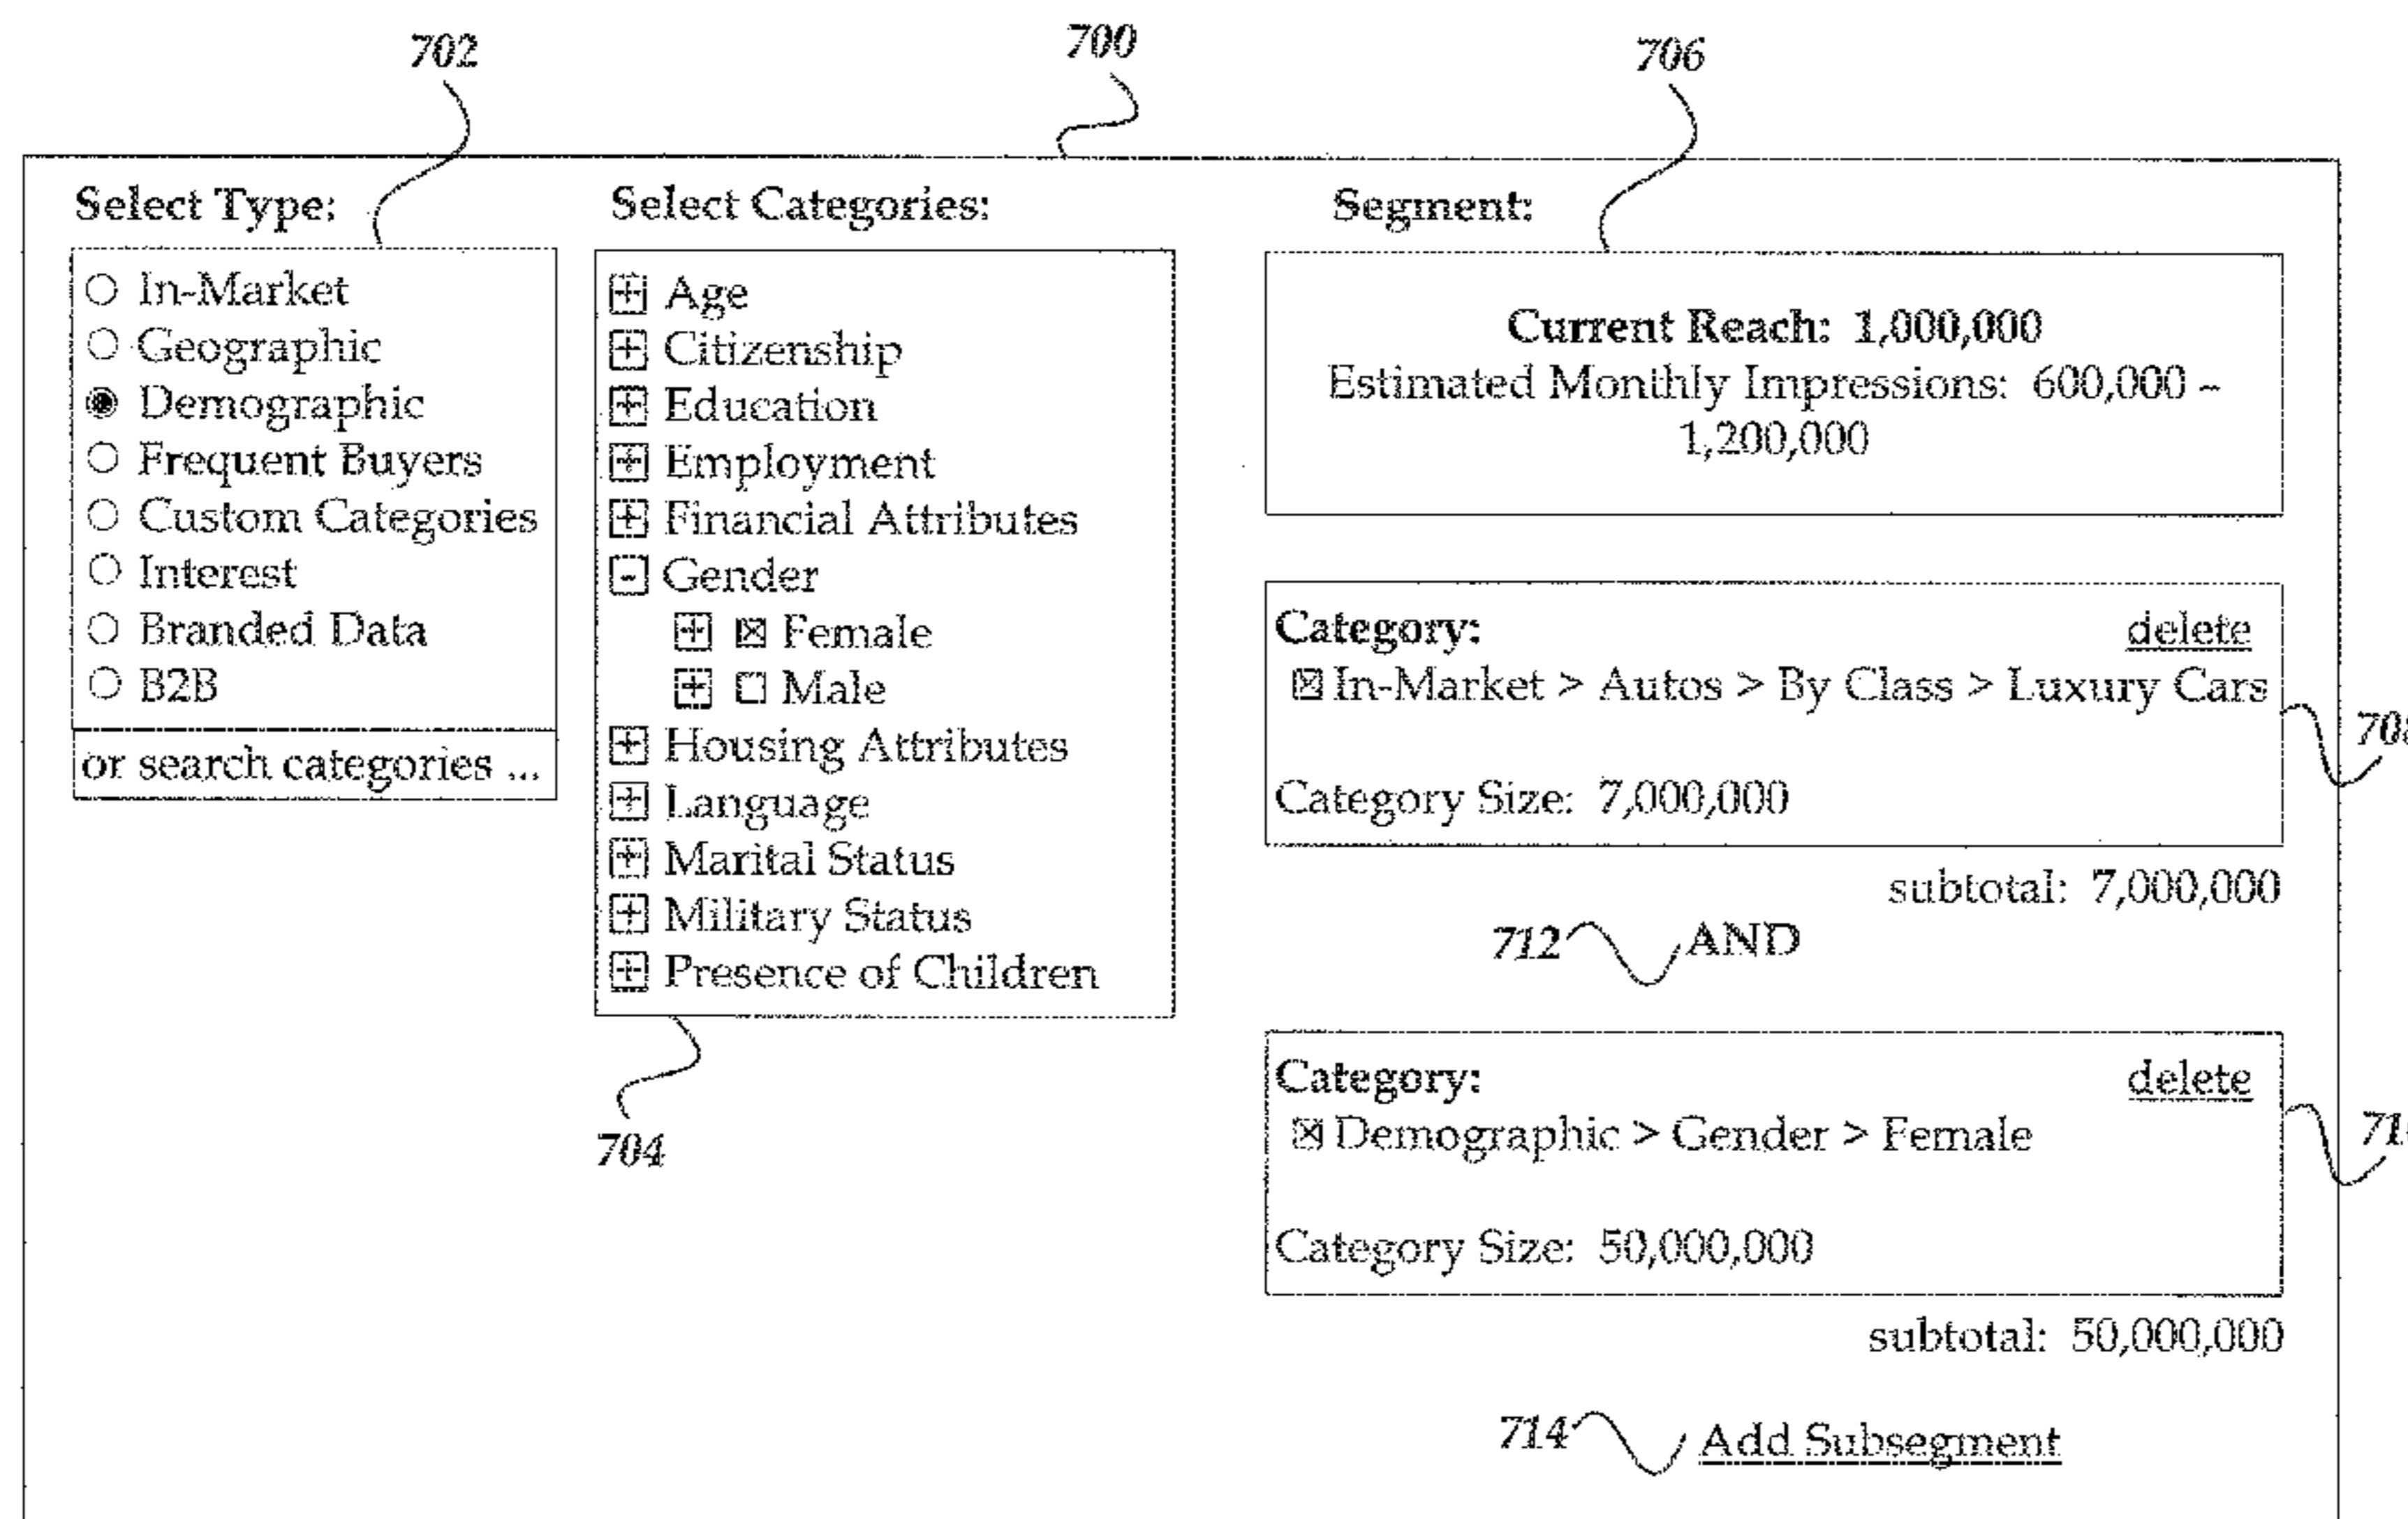 702
700
706
Select Type:
Select Categories:
Segment:
In-Market
Geographic
Demographic
Frequent Buyers
Custom Categories
Interest
Branded Data
B2B
or search categories ...
Age
Citizenship
Education
Employment
Financial Attributes
Gender
Female
Male
Housing Attributes
Language
Marital Status
Military Status
Presence of Children
704
Current Reach: 1,000,000
Estimated Monthly Impressions: 600,000 –
1,200,000
Category: delete
In-Market > Autos > By Class > Luxury Cars
Category Size: 7,000,000
subtotal: 7,000,000
712 AND
Category: delete
Demographic > Gender > Female
Category Size: 50,000,000
subtotal: 50,000,000
714 Add Subsegment